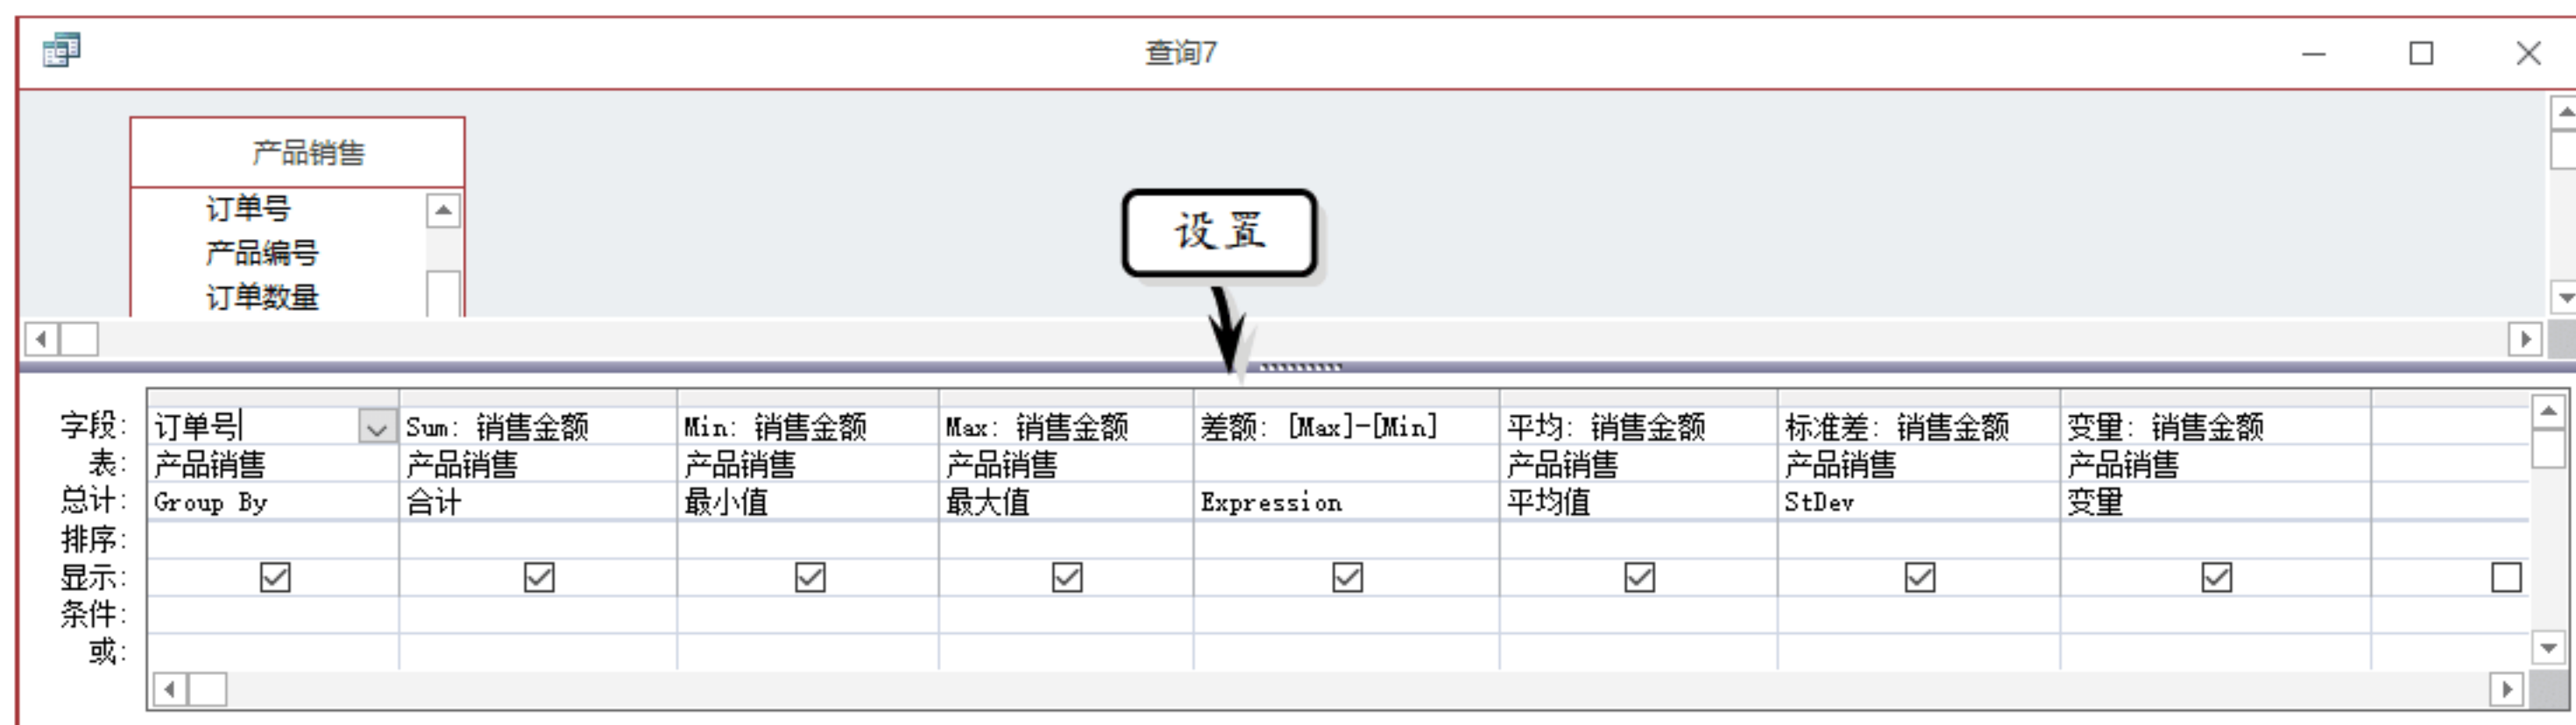 查询7
产品销售
订单号
产品编号
订单数量
设置
字段: 订单号 Sum: 销售金额 Min: 销售金额 Max: 销售金额 差额: [Max]-[Min] 平均: 销售金额 标准差: 销售金额 变量: 销售金额
表: 产品销售 产品销售 产品销售 产品销售 产品销售 产品销售 产品销售
总计: Group By 合计 最小值 最大值 Expression 平均值 StDev 变量
排序:
显示:
条件:
或: